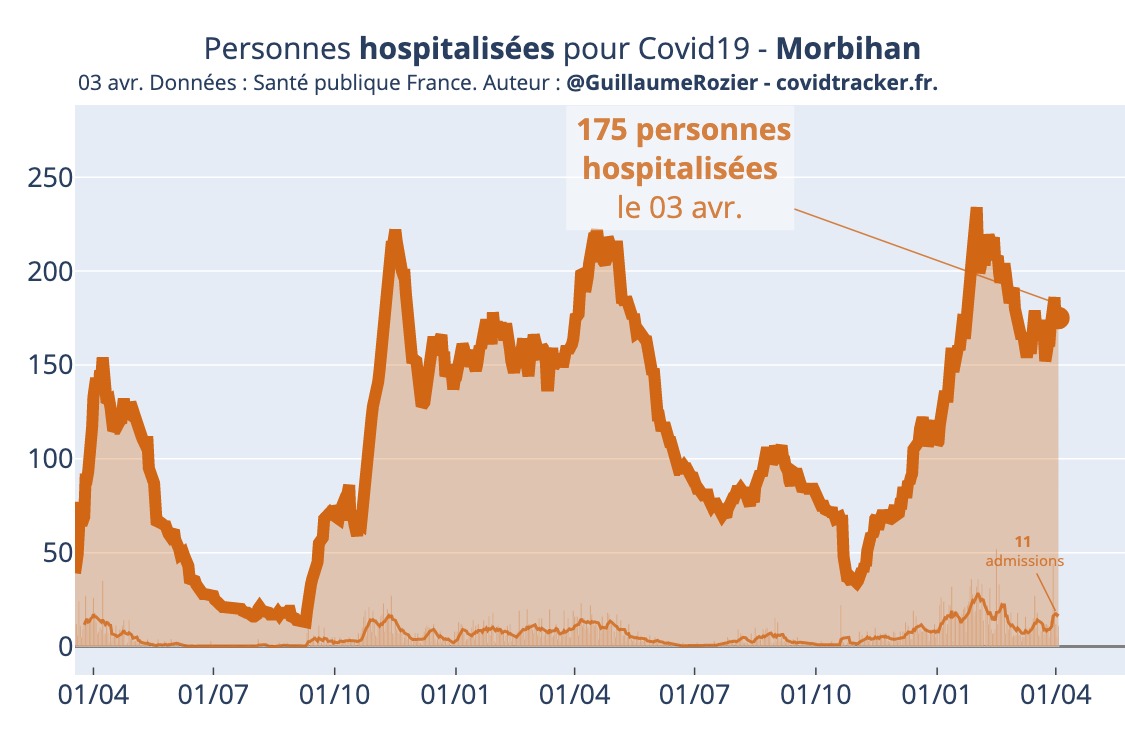 Personnes hospitalisées pour Covid19 - Morbihan
03 avr. Données : Santé publique France. Auteur : @GuillaumeRozier - covidtracker.fr.
175 personnes
hospitalisées
le 03 avr.
250
200
150
100
50
0
11
admissions
01/04 01/07 01/10 01/01 01/04 01/07 01/10 01/01 01/04